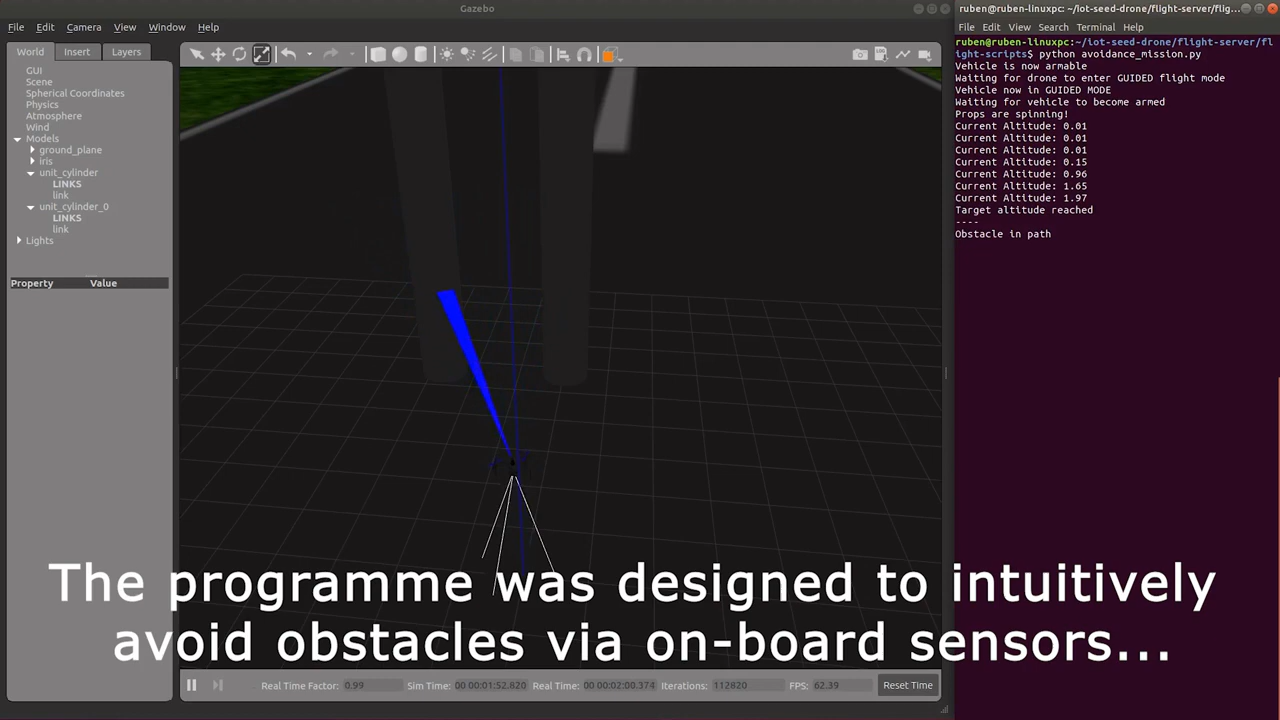 Gazebo
File Edit Camera View Window Help
World Insert Layers
GUI
Scene
Spherical Coordinates
Physics
Atmosphere
Wind
Models
ground_plane
iris
unit_cylinder
LINKS
link
unit_cylinder_0
LINKS
link
Lights
Property Value
Real Time Factor: 0.99 Sim Time: 00 00:01:52.820 Real Time: 00 00:02:00.374 Iterations: 112820 FPS: 62.39 Reset Time
ruben@ruben-linuxpc: ~/iot-seed-drone/flight-server/flig...
File Edit View Search Terminal Help
ruben@ruben-linuxpc:~/iot-seed-drone/flight-server/fl
ight-scripts$ python avoidance_mission.py
Vehicle is now armable
Waiting for drone to enter GUIDED flight mode
Vehicle now in GUIDED MODE
Waiting for vehicle to become armed
Props are spinning!
Current Altitude: 0.01
Current Altitude: 0.01
Current Altitude: 0.01
Current Altitude: 0.15
Current Altitude: 0.96
Current Altitude: 1.65
Current Altitude: 1.97
Target altitude reached
----
Obstacle in path
The programme was designed to intuitively
avoid obstacles via on-board sensors...